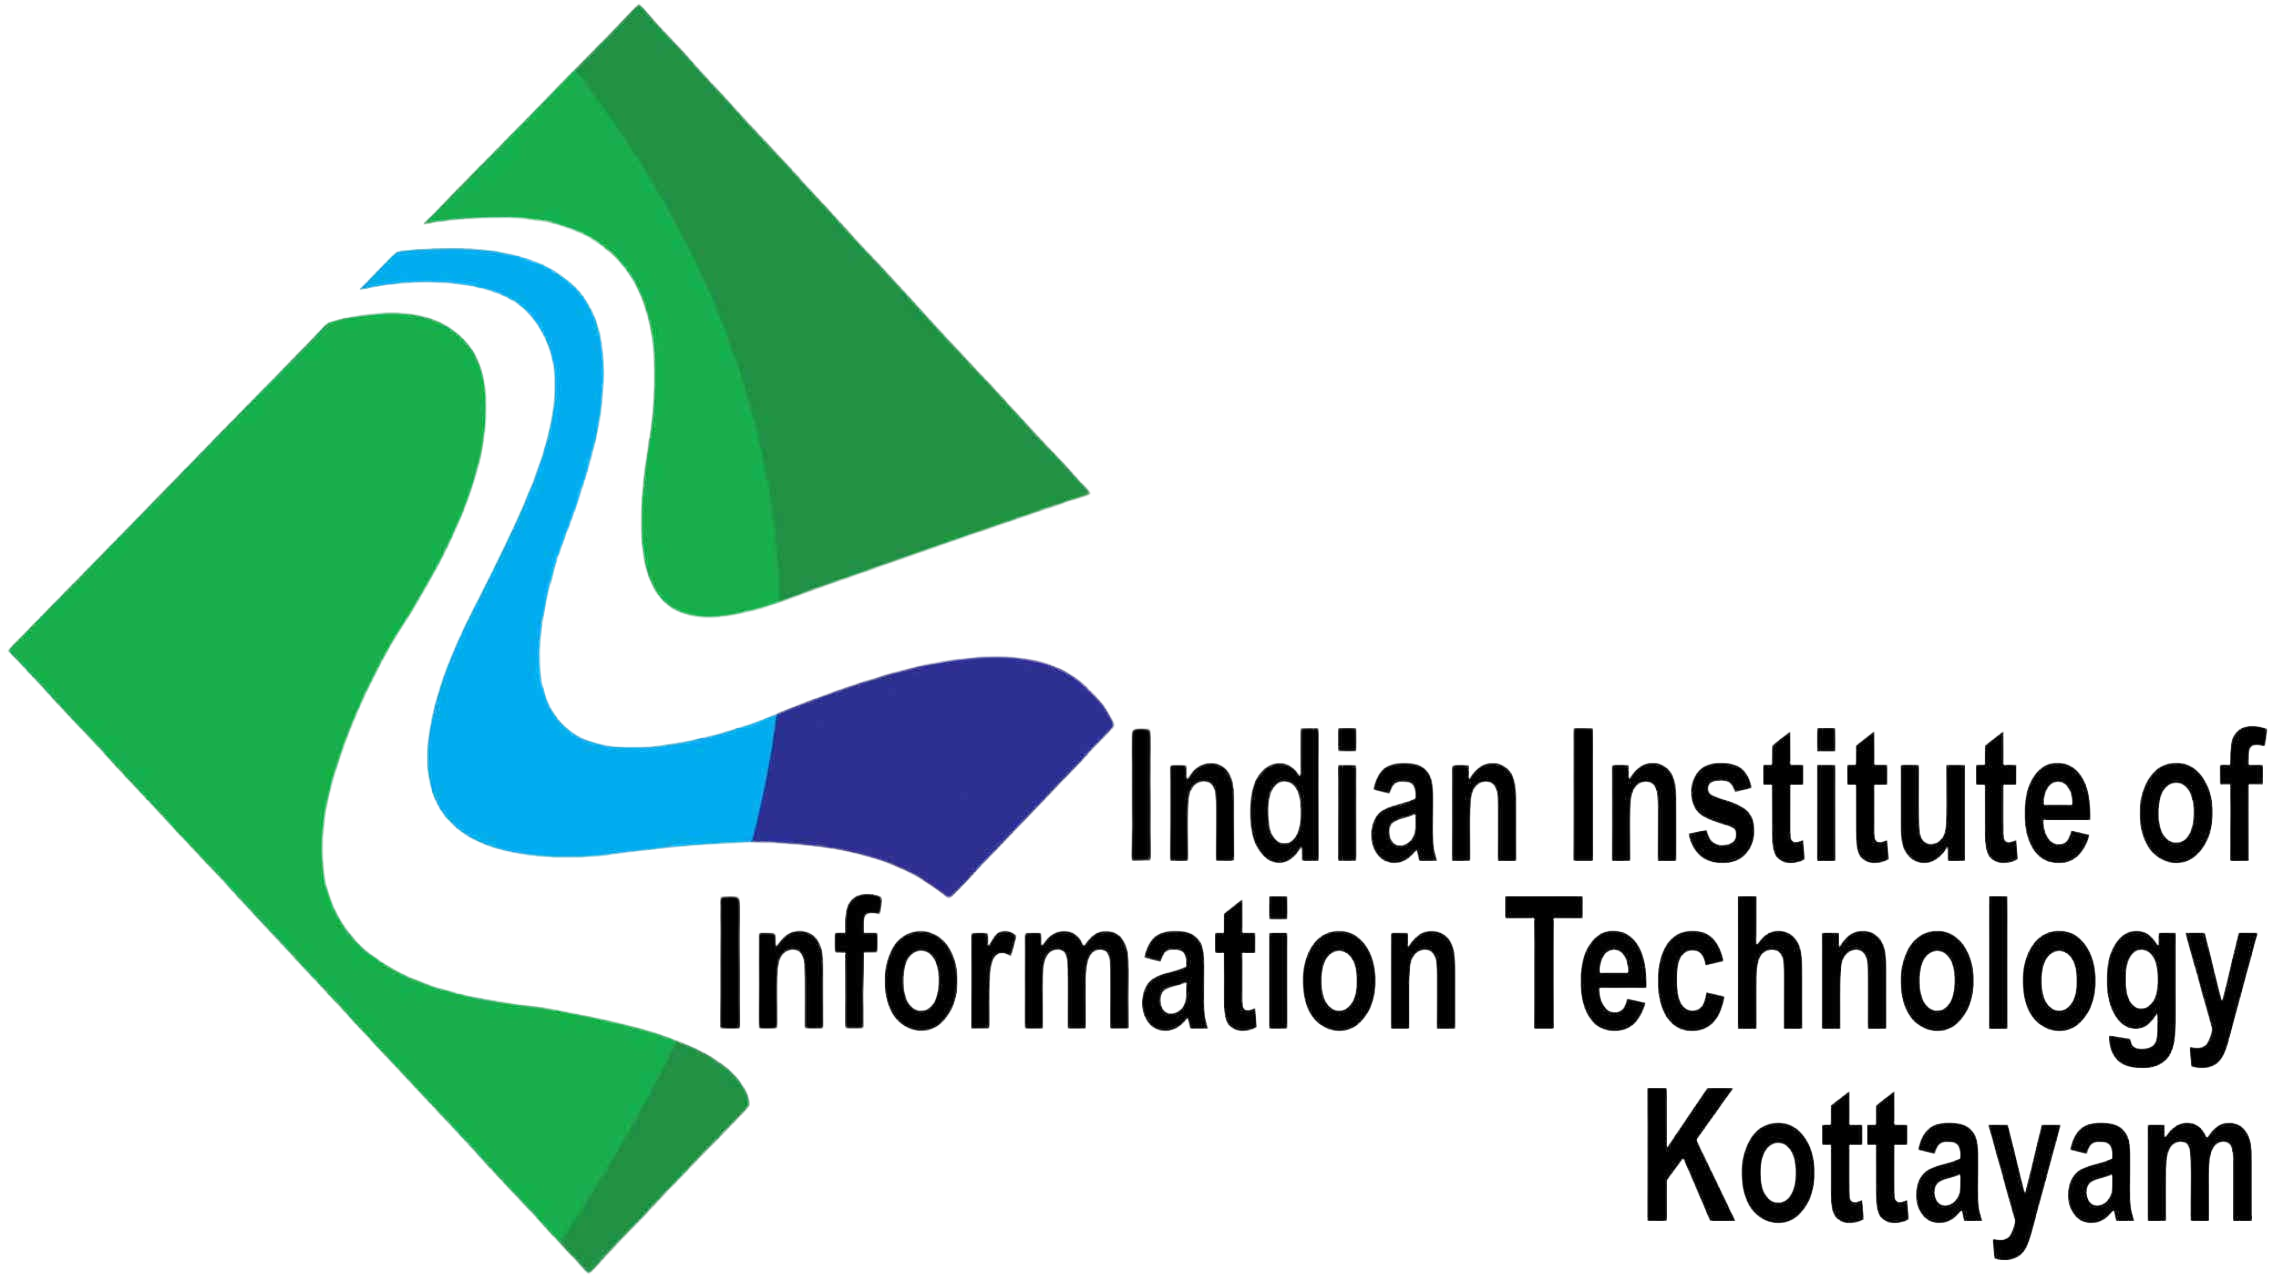 Indian Institute of
Information Technology
Kottayam